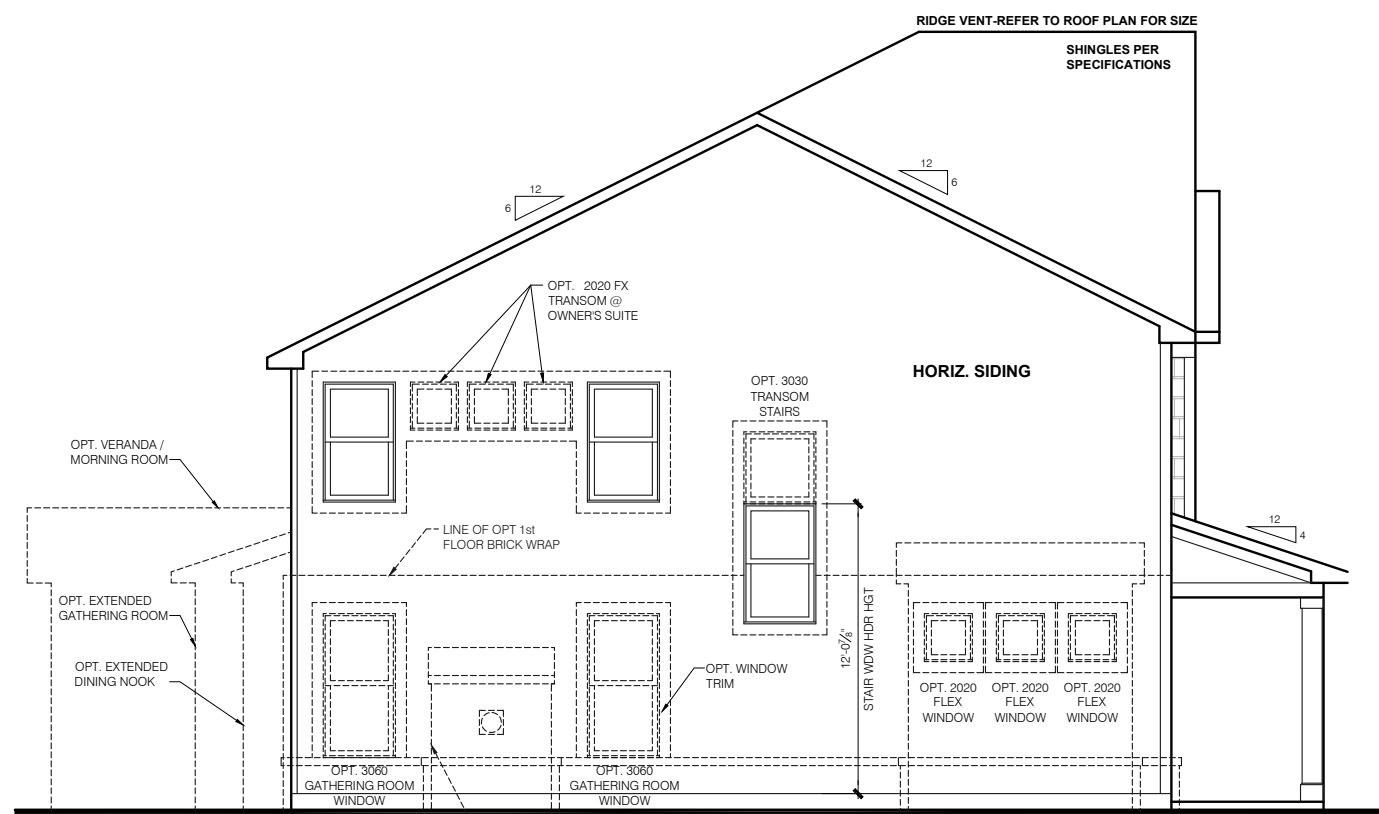 RIDGE VENT-REFER TO ROOF PLAN FOR SIZE
SHINGLES PER
SPECIFICATIONS
12
6
12
6
OPT. 2020 FX
TRANSOM @
OWNER'S SUITE
HORIZ. SIDING
OPT. 3030
TRANSOM
STAIRS
OPT. VERANDA /
MORNING ROOM
LINE OF OPT 1st
FLOOR BRICK WRAP
12
4
OPT. EXTENDED
GATHERING ROOM
OPT. EXTENDED
DINING NOOK
OPT. WINDOW
TRIM
12'-0⅞"
STAIR WDW HDR HGT
OPT. 2020
FLEX
WINDOW
OPT. 2020
FLEX
WINDOW
OPT. 2020
FLEX
WINDOW
OPT. 3060
GATHERING ROOM
WINDOW
OPT. 3060
GATHERING ROOM
WINDOW